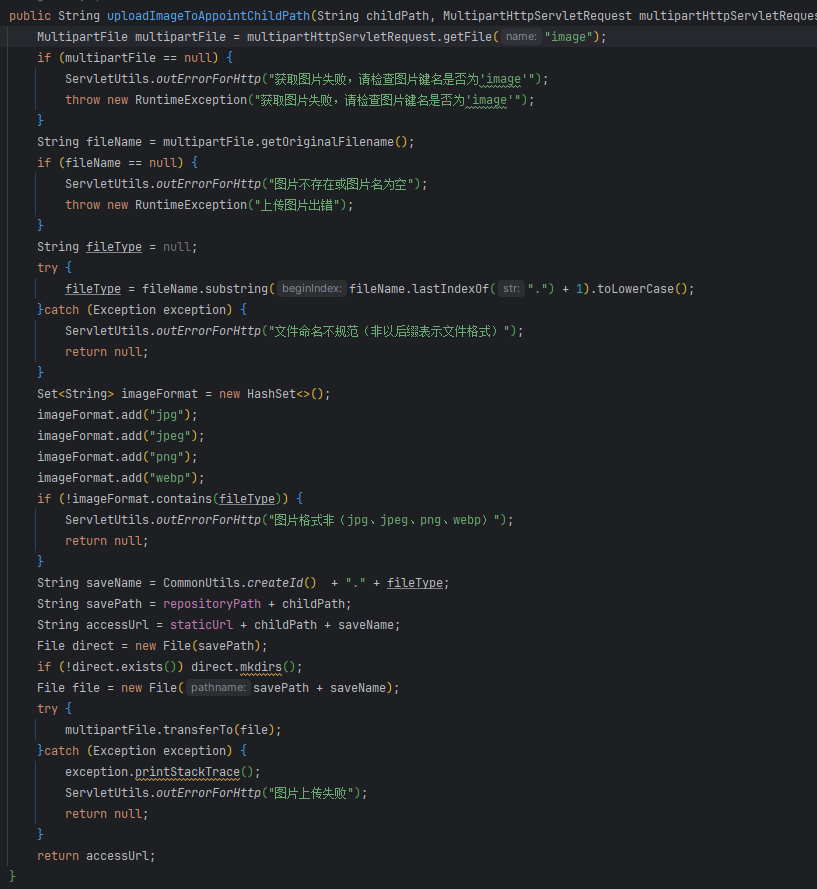 public String uploadImageToAppointChildPath(String childPath, MultipartHttpServletRequest multipartHttpServletReques
MultipartFile multipartFile = multipartHttpServletRequest.getFile( name: "image");
if (multipartFile == null) {
ServletUtils.outErrorForHttp("获取图片失败，请检查图片键名是否为'image'");
throw new RuntimeException("获取图片失败，请检查图片键名是否为'image'");
}
String fileName = multipartFile.getOriginalFilename();
if (fileName == null) {
ServletUtils.outErrorForHttp("图片不存在或图片名为空");
throw new RuntimeException("上传图片出错");
}
String fileType = null;
try {
fileType = fileName.substring( beginIndex: fileName.lastIndexOf( str: ".") + 1).toLowerCase();
}catch (Exception exception) {
ServletUtils.outErrorForHttp("文件命名不规范（非以后缀表示文件格式）");
return null;
}
Set<String> imageFormat = new HashSet<>();
imageFormat.add("jpg");
imageFormat.add("jpeg");
imageFormat.add("png");
imageFormat.add("webp");
if (!imageFormat.contains(fileType)) {
ServletUtils.outErrorForHttp("图片格式非（jpg、jpeg、png、webp）");
return null;
}
String saveName = CommonUtils.createId()  + "." + fileType;
String savePath = repositoryPath + childPath;
String accessUrl = staticUrl + childPath + saveName;
File direct = new File(savePath);
if (!direct.exists()) direct.mkdirs();
File file = new File( pathname: savePath + saveName);
try {
multipartFile.transferTo(file);
}catch (Exception exception) {
exception.printStackTrace();
ServletUtils.outErrorForHttp("图片上传失败");
return null;
}
return accessUrl;
}